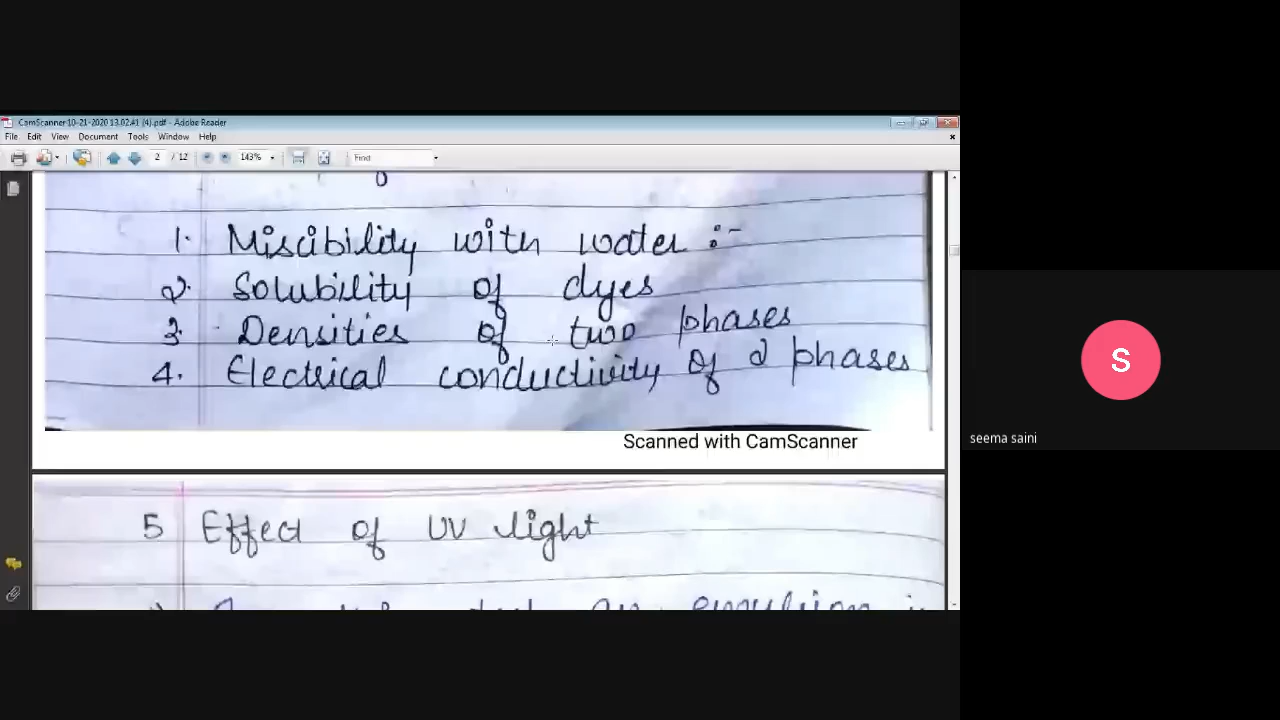 CamScanner 10-21-2020 13.02.41 (4).pdf - Adobe Reader
File Edit View Document Tools Window Help
2 / 12 143% Find
1. Miscibility with water :-
2. Solubility of dyes
3. Densities of two phases
4. Electrical conductivity of 2 phases
Scanned with CamScanner
S
seema saini
5 Effect of UV light
an emulsion